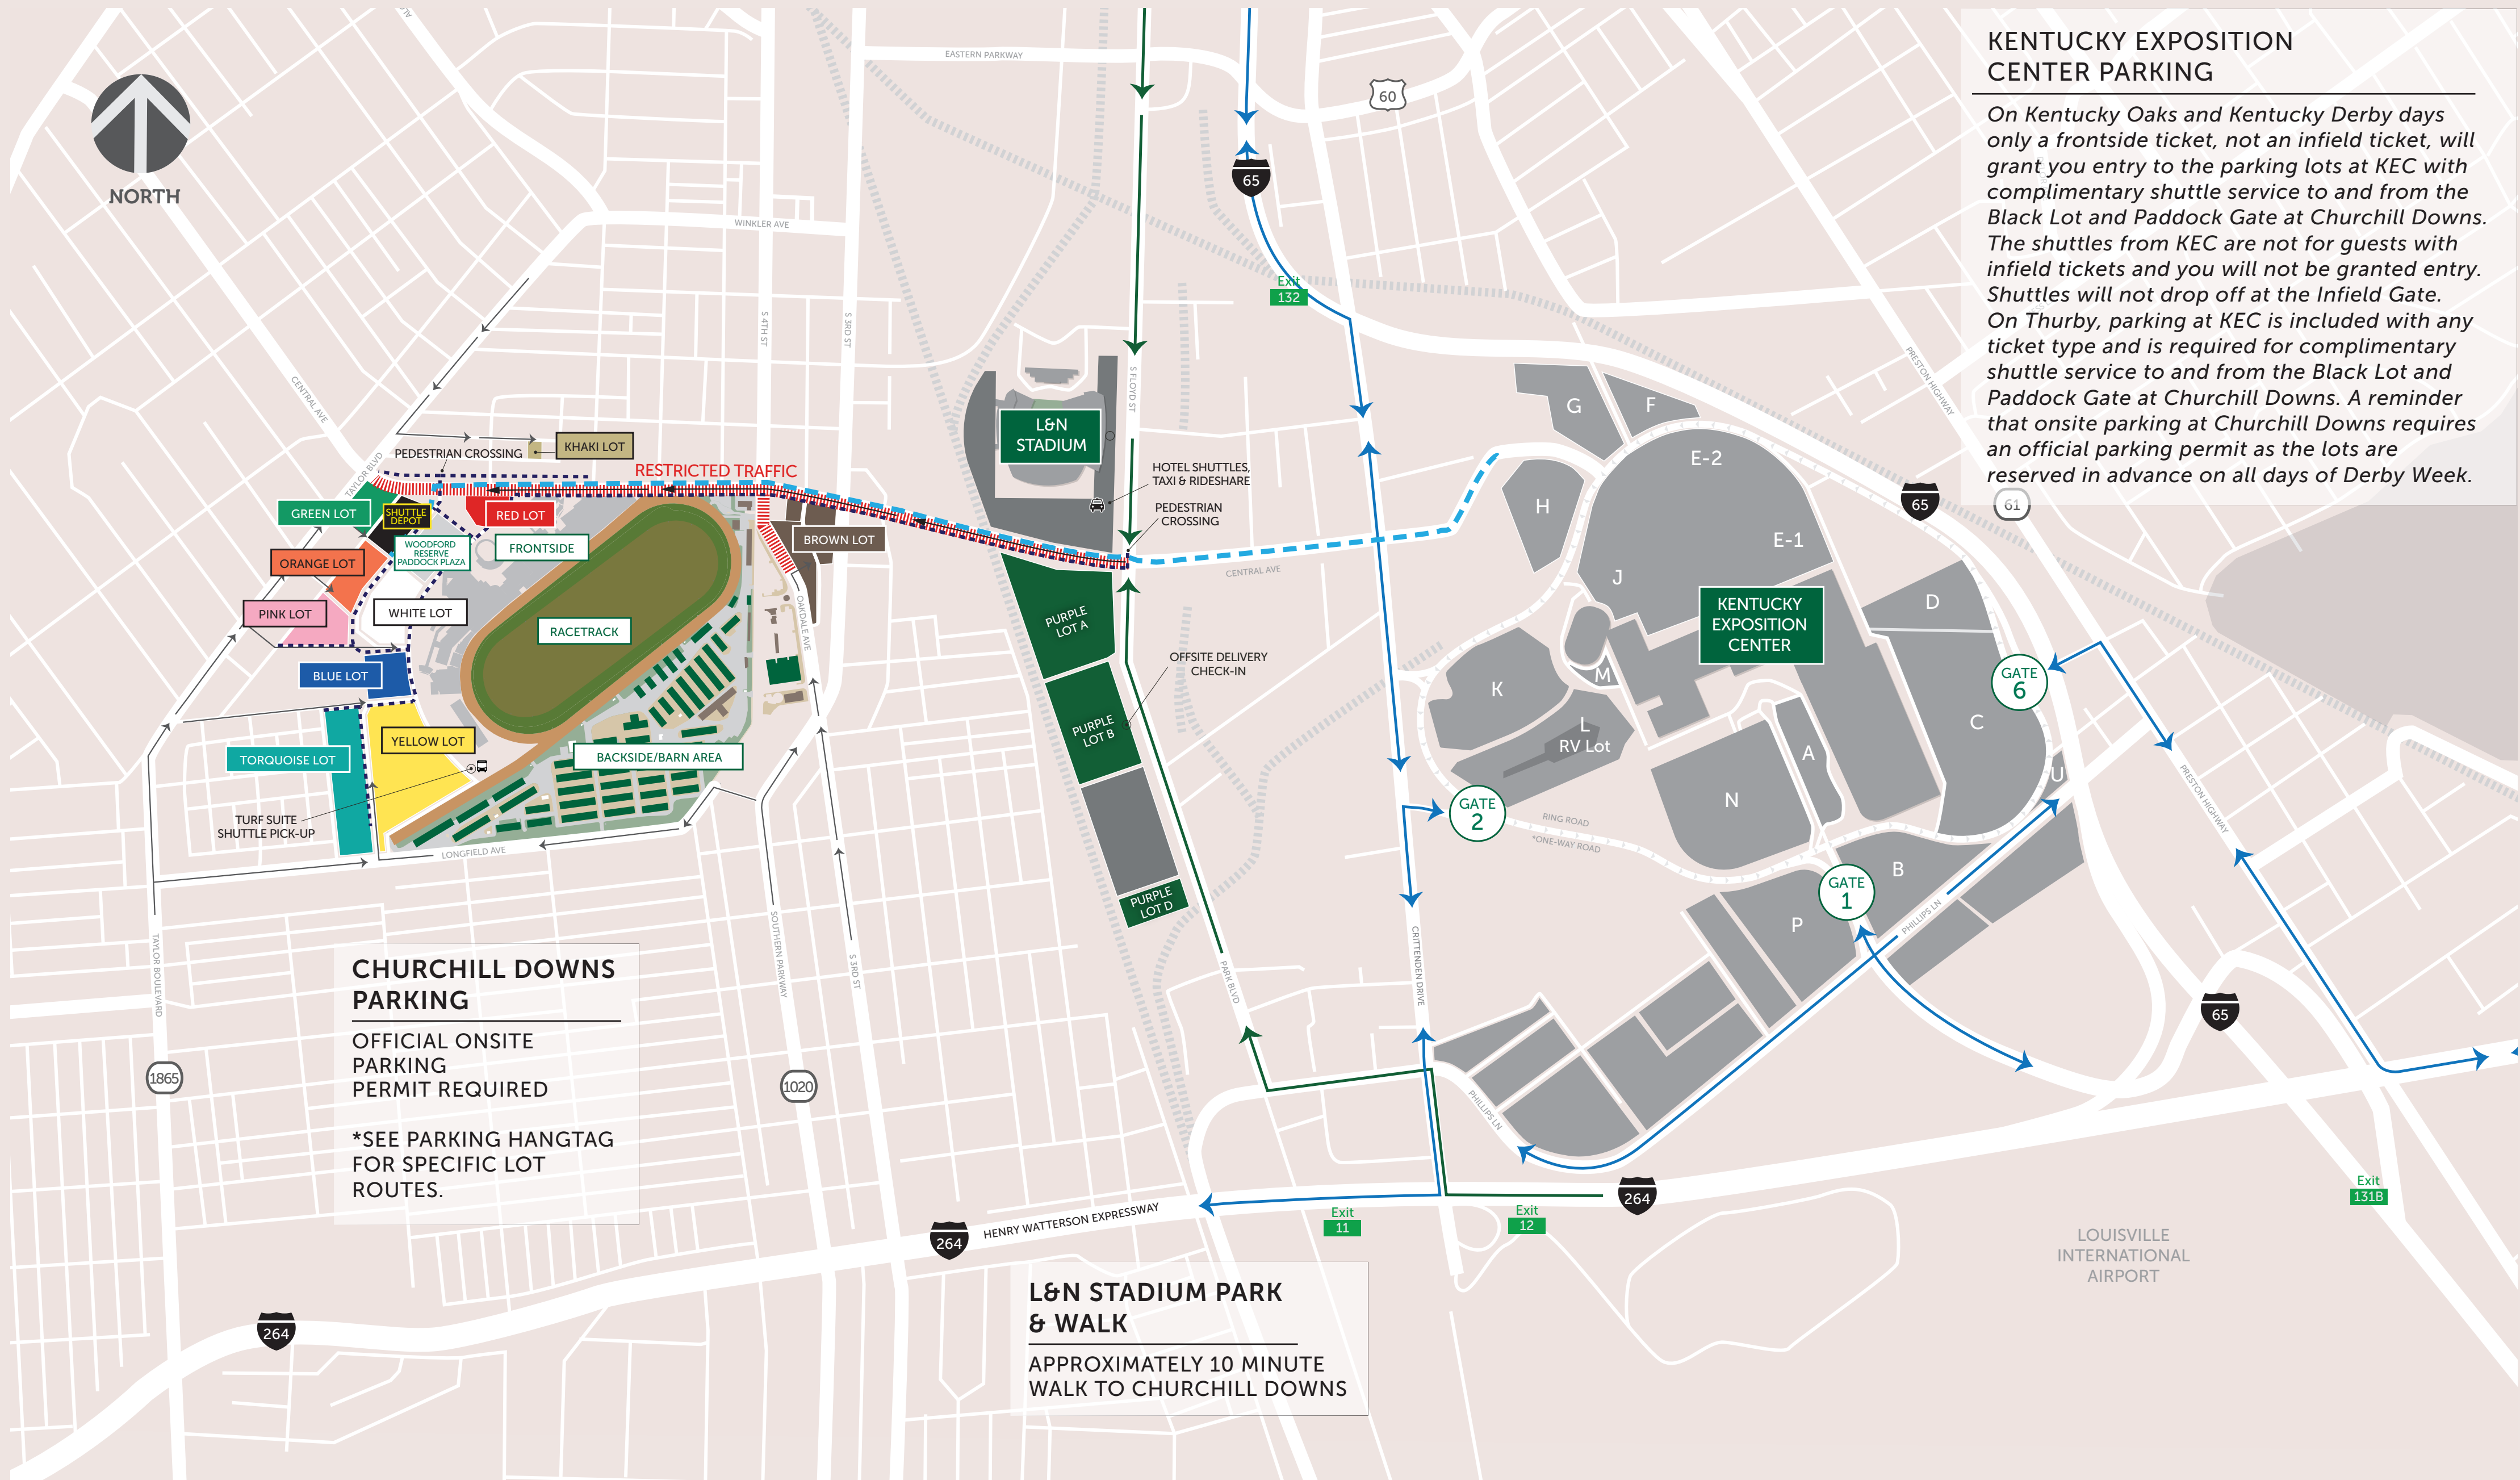 KENTUCKY EXPOSITION
CENTER PARKING
On Kentucky Oaks and Kentucky Derby days
only a frontside ticket, not an infield ticket, will
grant you entry to the parking lots at KEC with
complimentary shuttle service to and from the
Black Lot and Paddock Gate at Churchill Downs.
The shuttles from KEC are not for guests with
infield tickets and you will not be granted entry.
Shuttles will not drop off at the Infield Gate.
On Thurby, parking at KEC is included with any
ticket type and is required for complimentary
shuttle service to and from the Black Lot and
Paddock Gate at Churchill Downs. A reminder
that onsite parking at Churchill Downs requires
an official parking permit as the lots are
reserved in advance on all days of Derby Week.
NORTH
EASTERN PARKWAY
60
65
WINKLER AVE
Exit
132
S 4TH ST
S 3RD ST
S FLOYD ST
CENTRAL AVE
PRESTON HIGHWAY
TAYLOR BLVD
KHAKI LOT
PEDESTRIAN CROSSING
RESTRICTED TRAFFIC
GREEN LOT
SHUTTLE
DEPOT
RED LOT
WOODFORD
RESERVE
PADDOCK PLAZA
FRONTSIDE
BROWN LOT
ORANGE LOT
PINK LOT
WHITE LOT
RACETRACK
OAKDALE AVE
BLUE LOT
YELLOW LOT
TORQUOISE LOT
BACKSIDE/BARN AREA
TURF SUITE
SHUTTLE PICK-UP
LONGFIELD AVE
L&N
STADIUM
HOTEL SHUTTLES,
TAXI & RIDESHARE
PEDESTRIAN
CROSSING
CENTRAL AVE
PURPLE
LOT A
OFFSITE DELIVERY
CHECK-IN
PURPLE
LOT B
PURPLE
LOT D
G
F
E-2
H
E-1
J
65
61
D
KENTUCKY
EXPOSITION
CENTER
K
M
L
RV Lot
A
C
GATE
6
U
N
GATE
2
RING ROAD
*ONE-WAY ROAD
B
GATE
1
P
PHILLIPS LN
PRESTON HIGHWAY
CRITTENDEN DRIVE
PARK BLVD
TAYLOR BOULEVARD
SOUTHERN PARKWAY
S 3RD ST
CHURCHILL DOWNS
PARKING
OFFICIAL ONSITE
PARKING
PERMIT REQUIRED
*SEE PARKING HANGTAG
FOR SPECIFIC LOT
ROUTES.
1865
1020
65
PHILLIPS LN
264
Exit
131B
Exit
11
Exit
12
HENRY WATTERSON EXPRESSWAY
264
264
LOUISVILLE
INTERNATIONAL
AIRPORT
L&N STADIUM PARK
& WALK
APPROXIMATELY 10 MINUTE
WALK TO CHURCHILL DOWNS